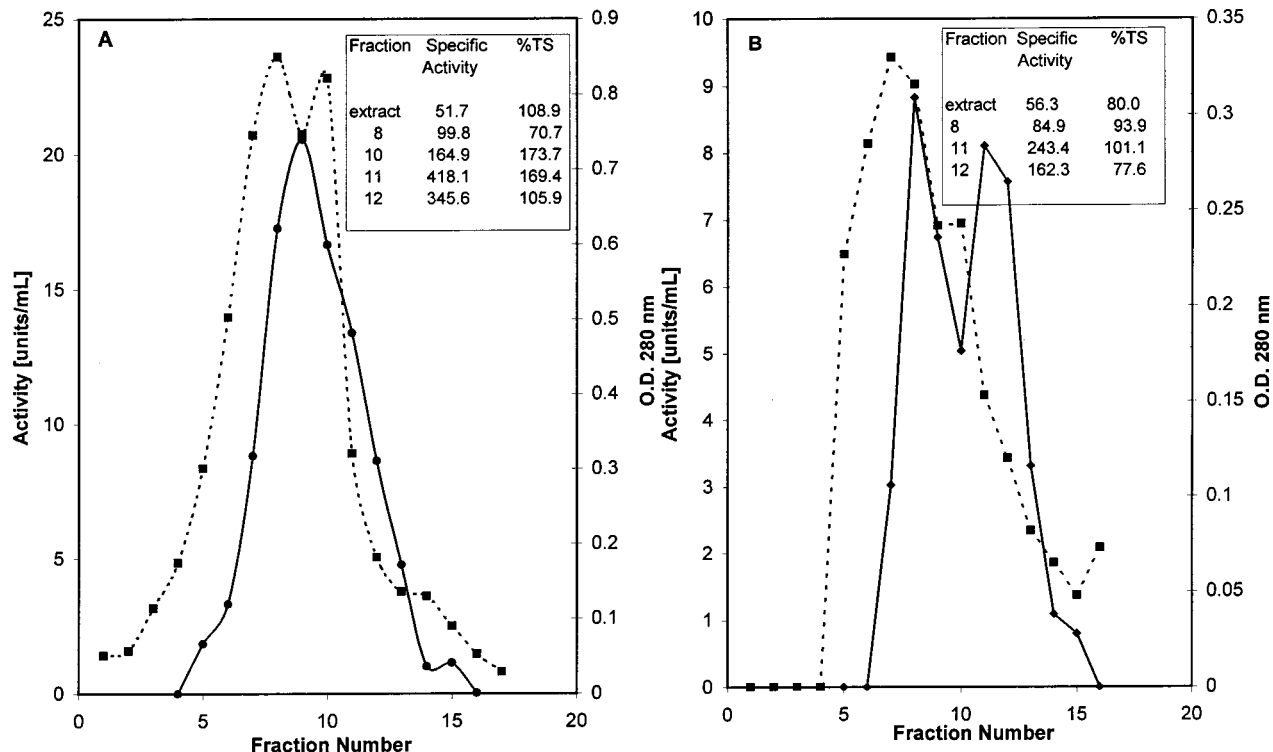 A
Fraction Specific %TS
Activity
extract 51.7 108.9
8 99.8 70.7
10 164.9 173.7
11 418.1 169.4
12 345.6 105.9
25
20
15
10
5
0
0.9
0.8
0.7
0.6
0.5
0.4
0.3
0.2
0.1
0
0 5 10 15 20
Activity [units/mL]
O.D. 280 nm
Fraction Number
B
Fraction Specific %TS
Activity
extract 56.3 80.0
8 84.9 93.9
11 243.4 101.1
12 162.3 77.6
10
9
8
7
6
5
4
3
2
1
0
0.35
0.3
0.25
0.2
0.15
0.1
0.05
0
0 5 10 15 20
Activity [units/mL]
O.D. 280 nm
Fraction Number